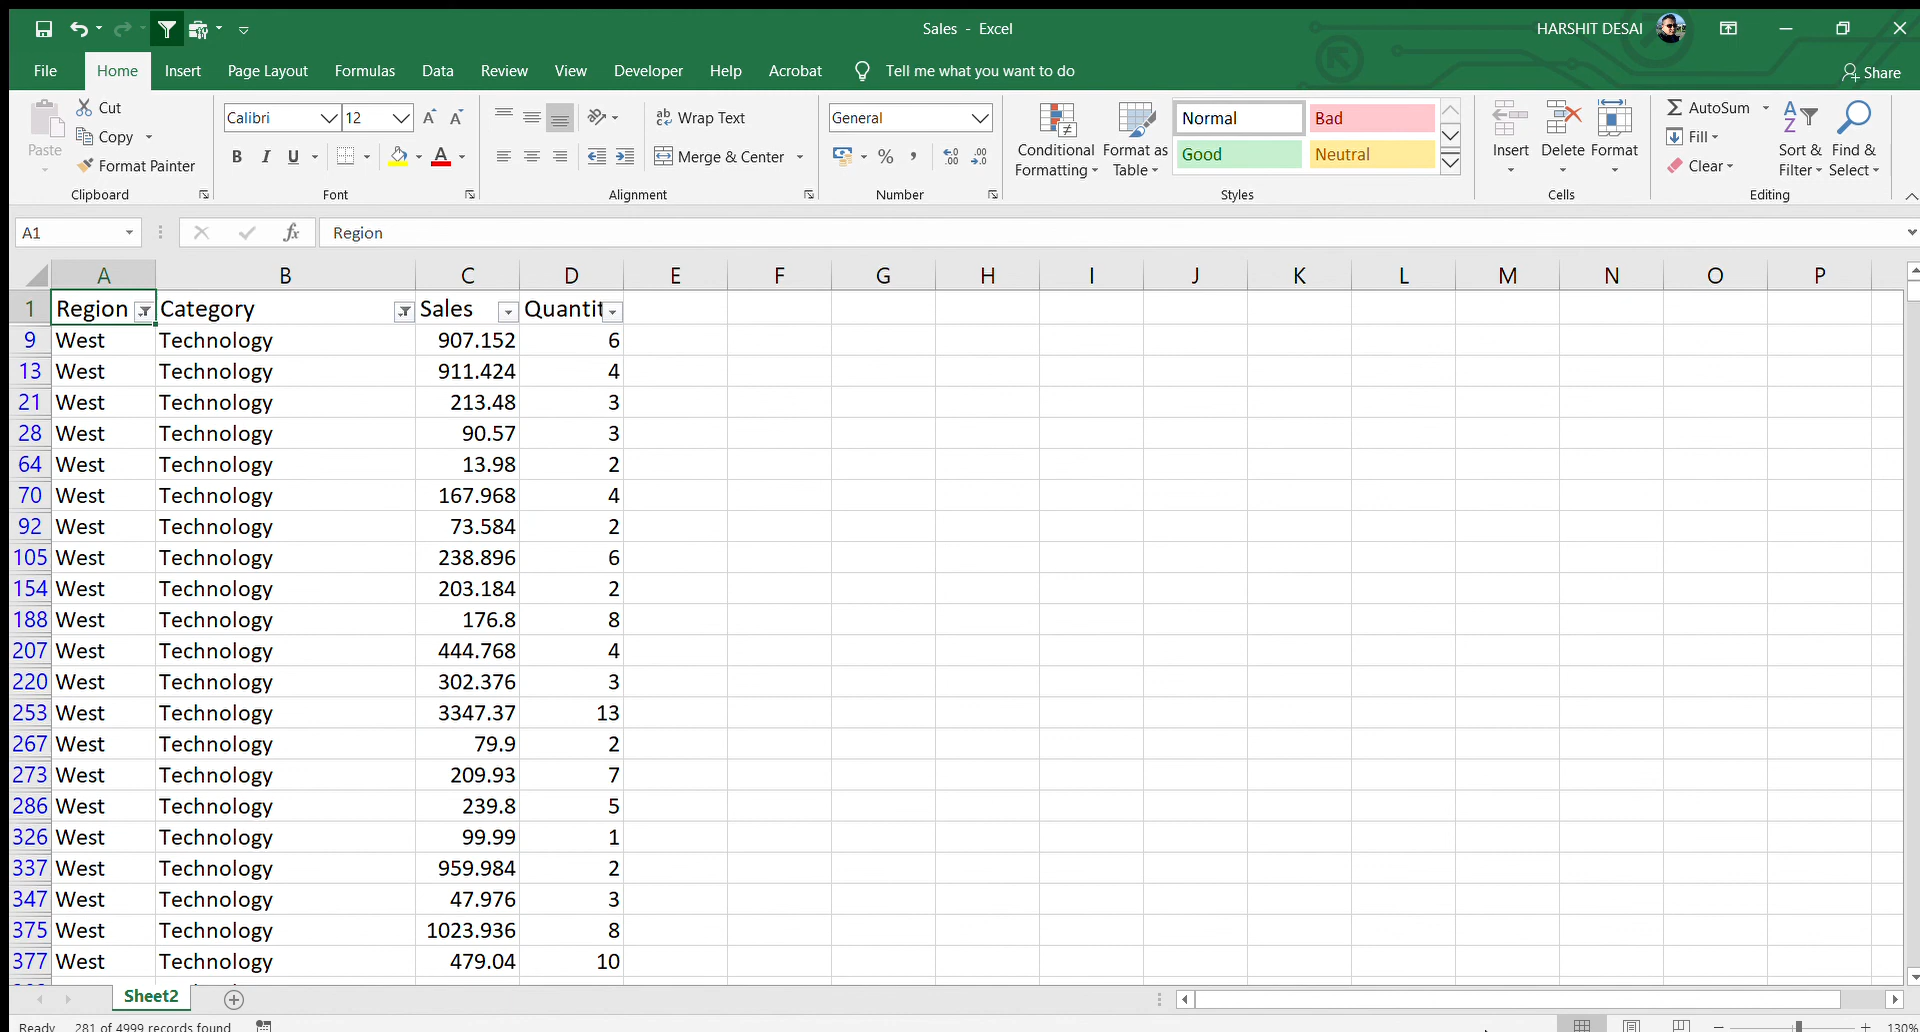 Sales - Excel
HARSHIT DESAI
File Home Insert Page Layout Formulas Data Review View Developer Help Acrobat Tell me what you want to do Share
Paste
Cut
Copy
Format Painter
Clipboard
Calibri 12
B I U A
Font
Wrap Text
Merge & Center
Alignment
General
% ,
Number
Conditional Formatting
Format as Table
Normal Bad
Good Neutral
Styles
Insert Delete Format
Cells
AutoSum
Fill
Clear
Sort & Filter
Find & Select
Editing
A1 fx Region
A B C D E F G H I J K L M N O P
1 Region Category Sales Quantit
9 West Technology 907.152 6
13 West Technology 911.424 4
21 West Technology 213.48 3
28 West Technology 90.57 3
64 West Technology 13.98 2
70 West Technology 167.968 4
92 West Technology 73.584 2
105 West Technology 238.896 6
154 West Technology 203.184 2
188 West Technology 176.8 8
207 West Technology 444.768 4
220 West Technology 302.376 3
253 West Technology 3347.37 13
267 West Technology 79.9 2
273 West Technology 209.93 7
286 West Technology 239.8 5
326 West Technology 99.99 1
337 West Technology 959.984 2
347 West Technology 47.976 3
375 West Technology 1023.936 8
377 West Technology 479.04 10
Sheet2
Ready 281 of 4999 records found 130%